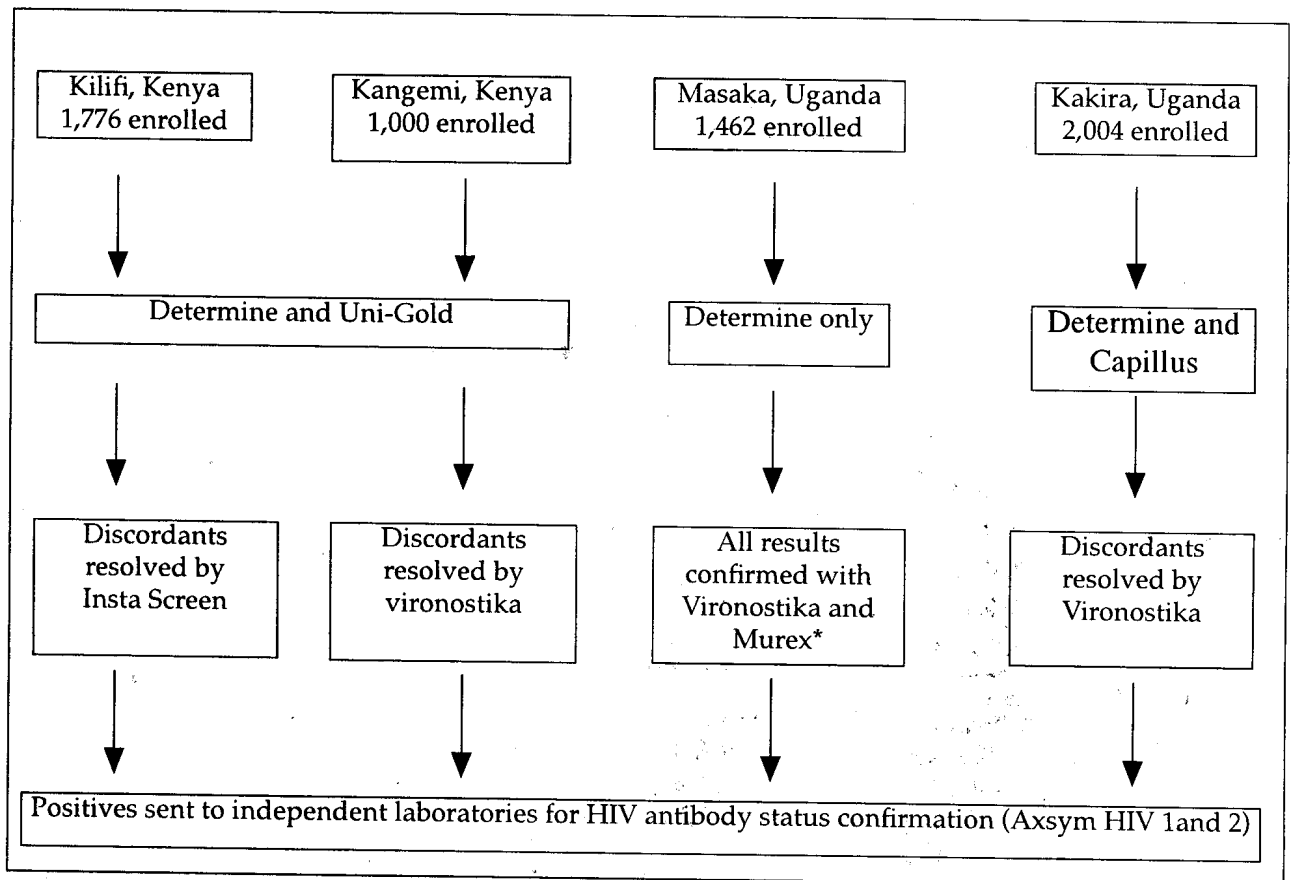 Kilifi, Kenya
1,776 enrolled
Kangemi, Kenya
1,000 enrolled
Masaka, Uganda
1,462 enrolled
Kakira, Uganda
2,004 enrolled
Determine and Uni-Gold
Determine only
Determine and
Capillus
Discordants
resolved by
Insta Screen
Discordants
resolved by
vironostika
All results
confirmed with
Vironostika and
Murex*
Discordants
resolved by
Vironostika
Positives sent to independent laboratories for HIV antibody status confirmation (Axsym HIV 1and 2)